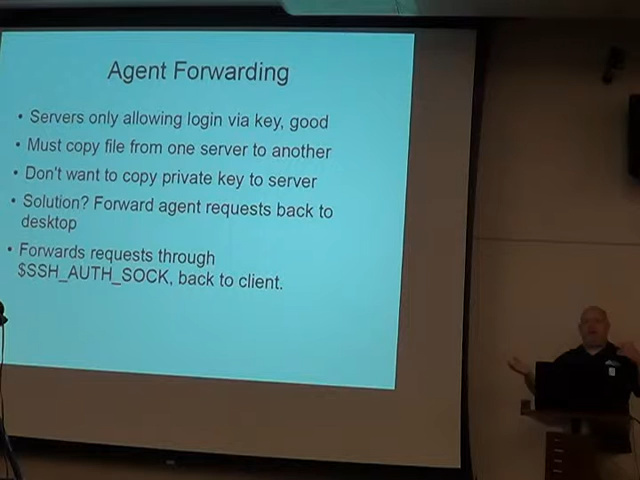 Agent Forwarding
• Servers only allowing login via key, good
• Must copy file from one server to another
• Don't want to copy private key to server
• Solution? Forward agent requests back to
desktop
• Forwards requests through
$SSH_AUTH_SOCK, back to client.